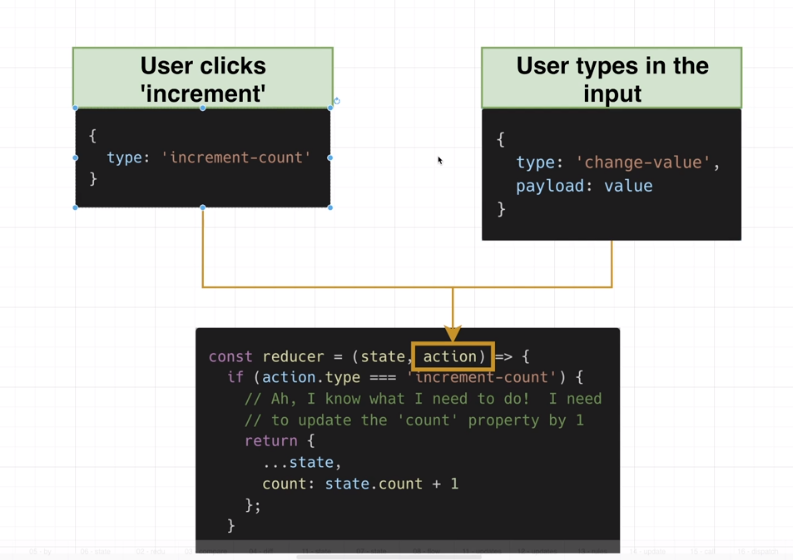 User clicks
'increment'
{
  type: 'increment-count'
}
User types in the
input
{
  type: 'change-value',
  payload: value
}
const reducer = (state, action) => {
  if (action.type === 'increment-count') {
    // Ah, I know what I need to do!  I need
    // to update the 'count' property by 1
    return {
      ...state,
      count: state.count + 1
    };
  }